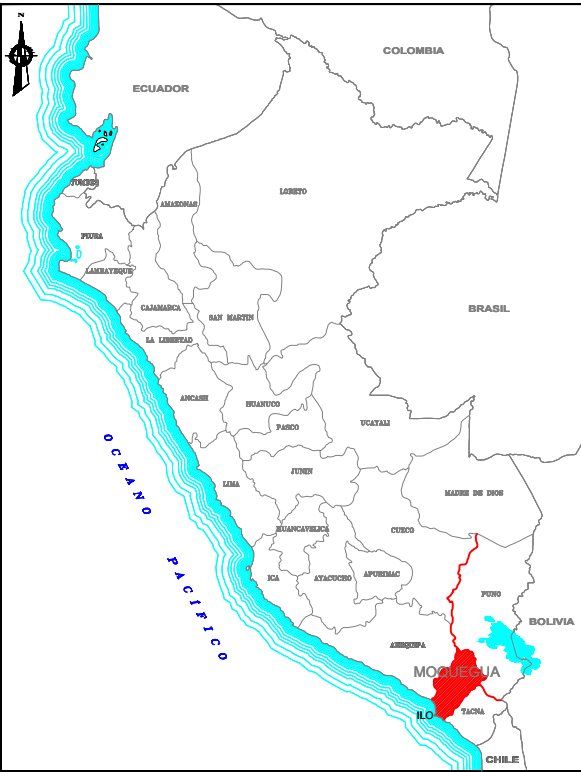 N
COLOMBIA
ECUADOR
TUMBES
AMAZONAS
LORETO
PIURA
LAMBAYEQUE
CAJAMARCA
SAN MARTIN
BRASIL
LA LIBERTAD
ANCASH
HUANUCO
PASCO
UCAYALI
OCEANO PACÍFICO
LIMA
JUNIN
MADRE DE DIOS
HUANCAVELICA
CUZCO
ICA
AYACUCHO
APURIMAC
PUNO
BOLIVIA
AREQUIPA
MOQUEGUA
ILO
TACNA
CHILE